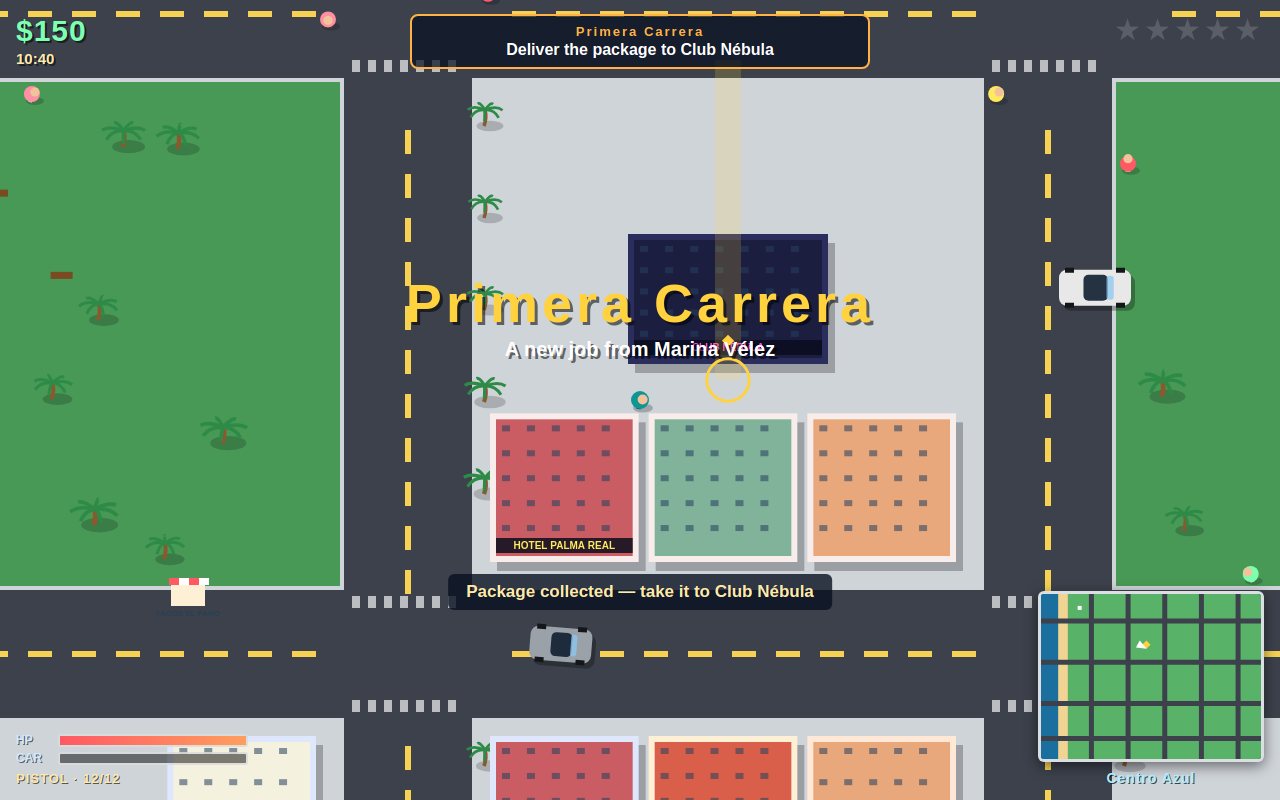 $150
10:40
Primera Carrera
Deliver the package to Club Nébula
Primera Carrera
A new job from Marina Vélez
HOTEL PALMA REAL
Package collected — take it to Club Nébula
HP
CAR
PISTOL · 12/12
Centro Azul